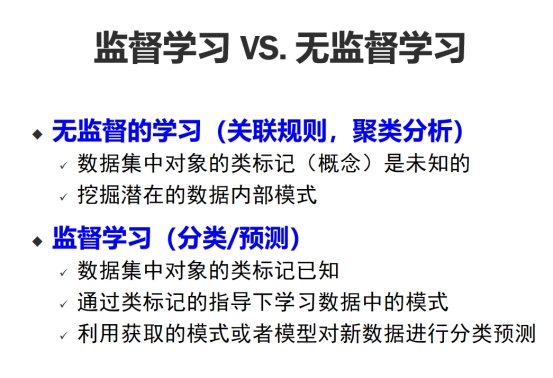 监督学习 VS. 无监督学习
◆ 无监督的学习（关联规则，聚类分析）
✓ 数据集中对象的类标记（概念）是未知的
✓ 挖掘潜在的数据内部模式
◆ 监督学习（分类/预测）
✓ 数据集中对象的类标记已知
✓ 通过类标记的指导下学习数据中的模式
✓ 利用获取的模式或者模型对新数据进行分类预测